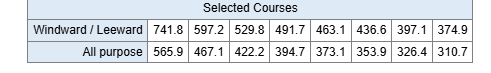 Selected Courses
Windward / Leeward 741.8 597.2 529.8 491.7 463.1 436.6 397.1 374.9
All purpose 565.9 467.1 422.2 394.7 373.1 353.9 326.4 310.7